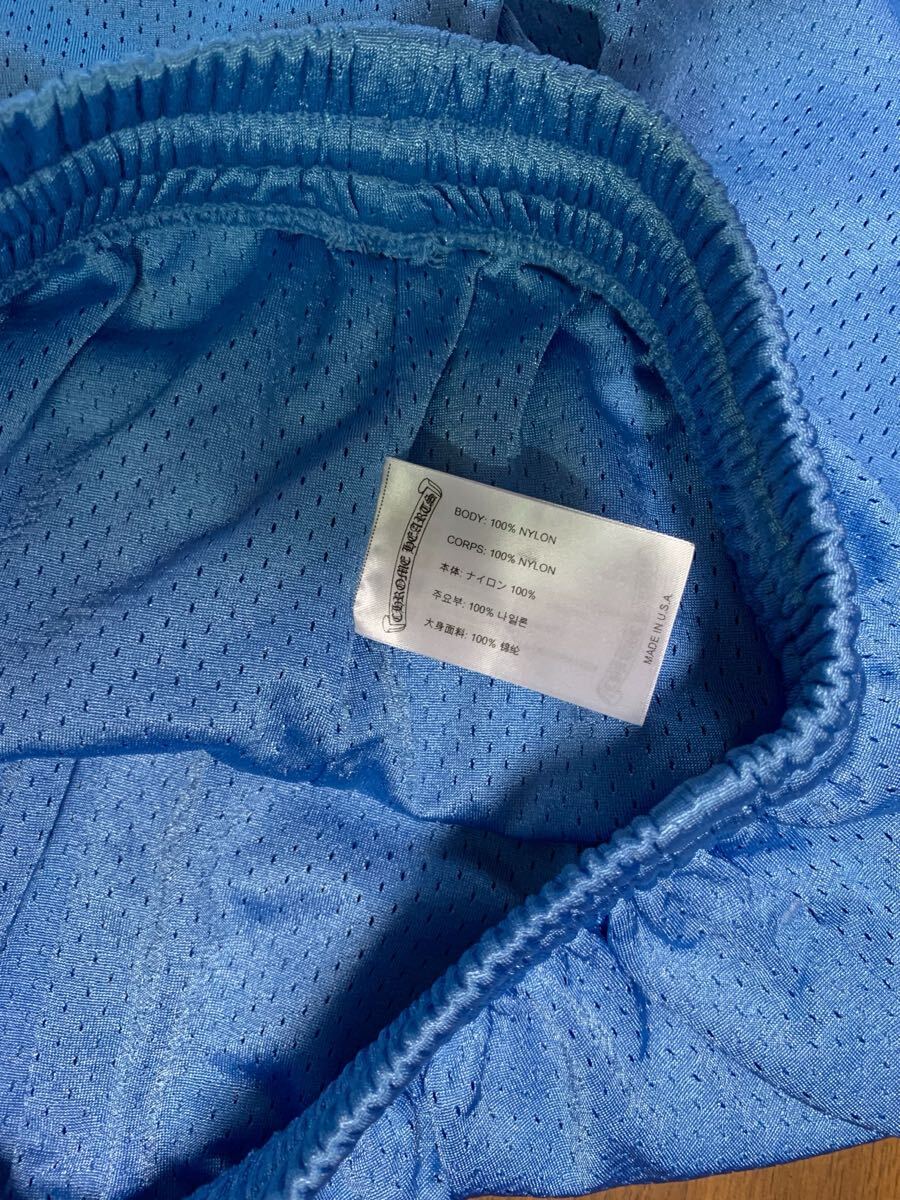 CHROME HEARTS
BODY: 100% NYLON
CORPS: 100% NYLON
本体: ナイロン 100%
주요부: 100% 나일론
大身面料: 100% 锦纶
MADE IN U.S.A.